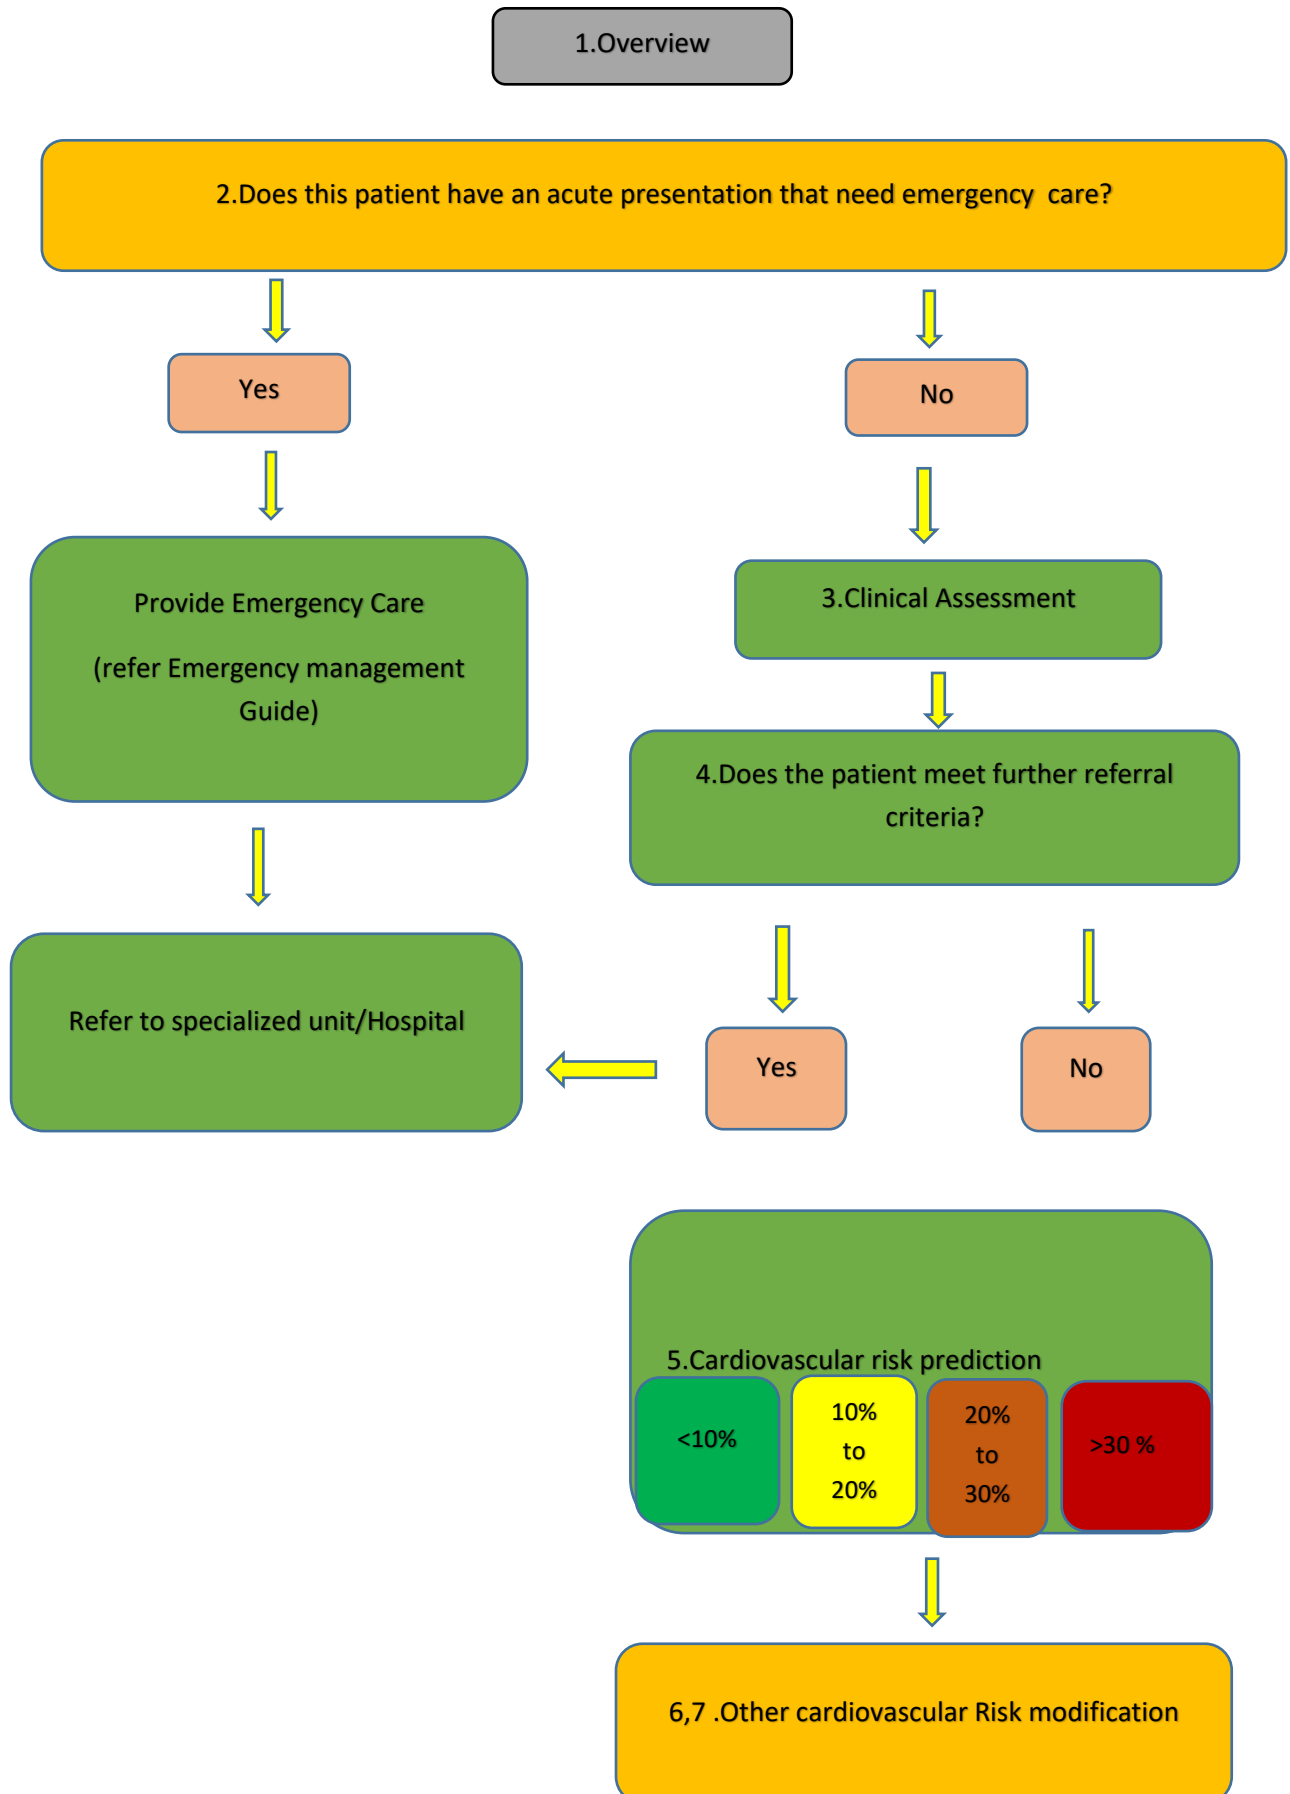 1.Overview
2.Does this patient have an acute presentation that need emergency  care?
Yes
No
Provide Emergency Care
(refer Emergency management
Guide)
3.Clinical Assessment
4.Does the patient meet further referral
criteria?
Refer to specialized unit/Hospital
Yes
No
5.Cardiovascular risk prediction
<10%
10%
to
20%
20%
to
30%
>30 %
6,7 .Other cardiovascular Risk modification